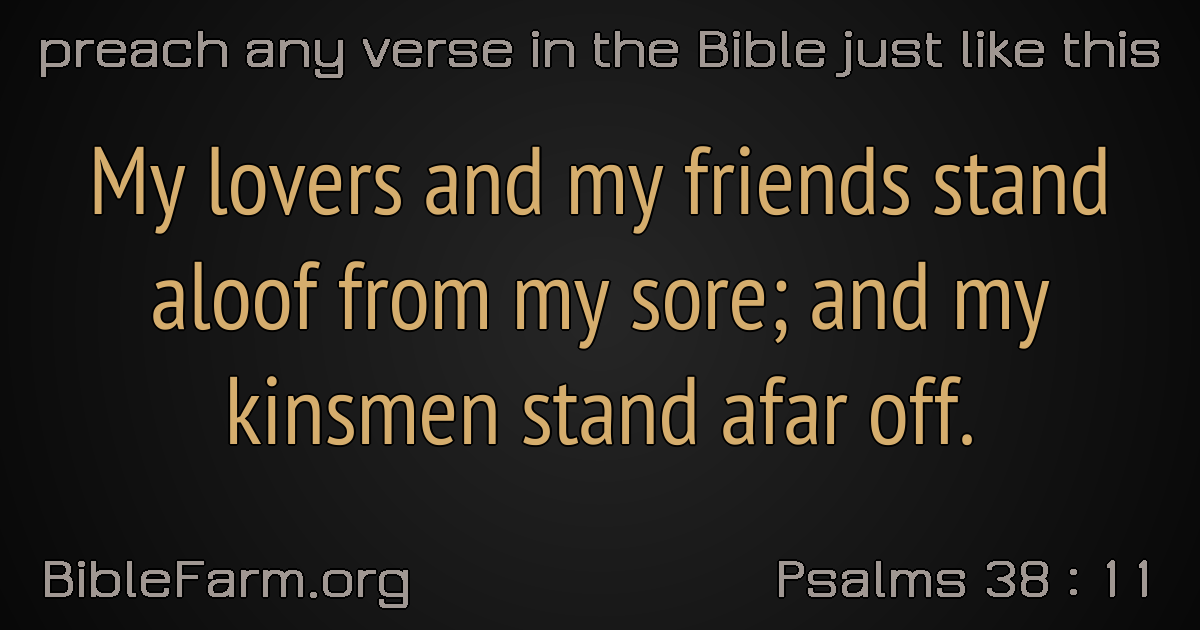 preach any verse in the Bible just like this
My lovers and my friends stand
aloof from my sore; and my
kinsmen stand afar off.
BibleFarm.org
Psalms 38 : 11